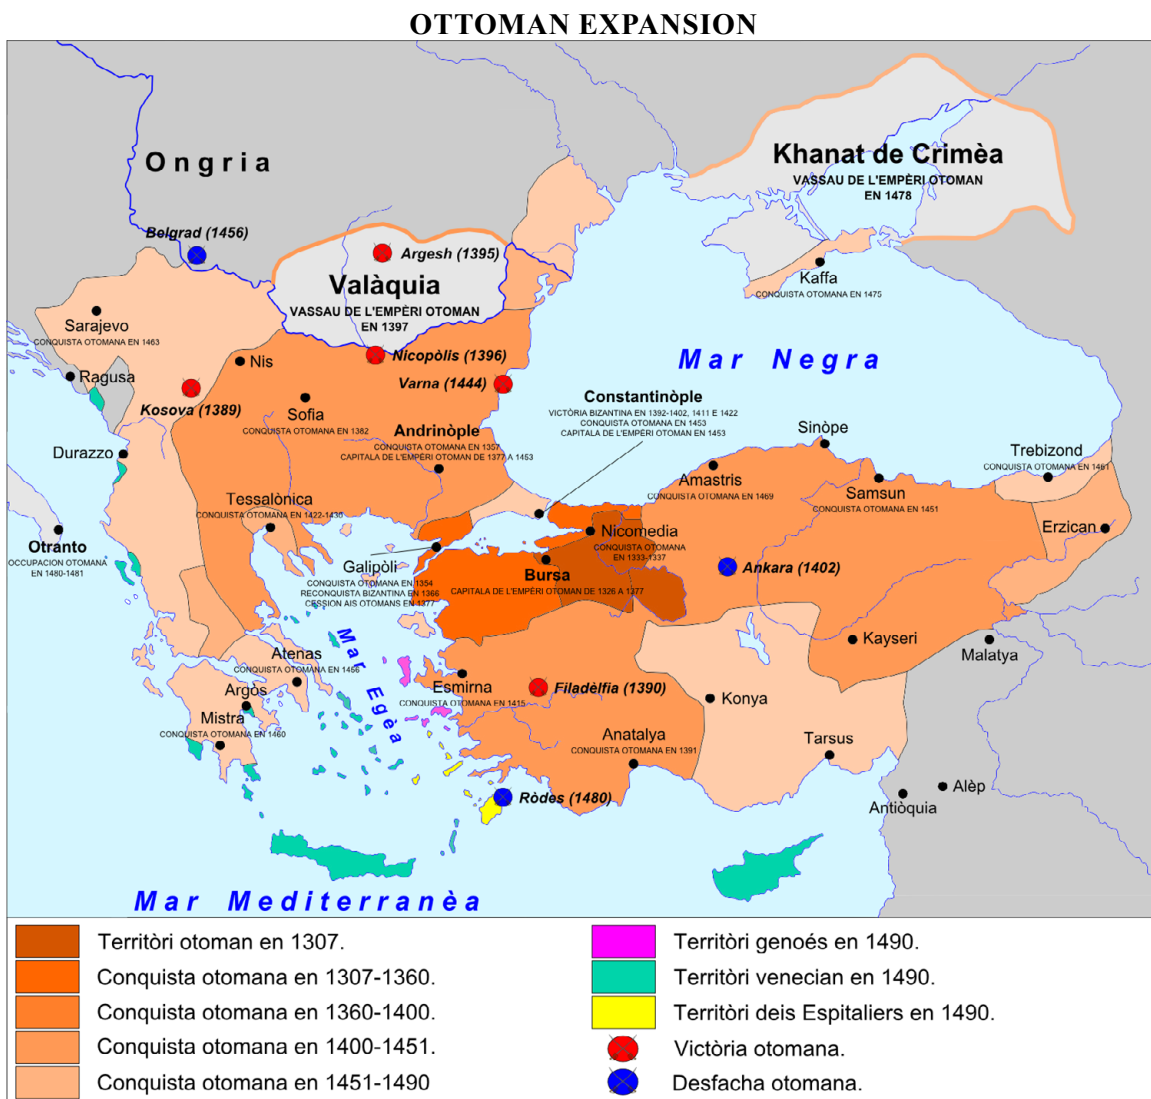 OTTOMAN EXPANSION
Ongria
Khanat de Crimèa
VASSAU DE L'EMPÈRI OTOMAN
EN 1478
Belgrad (1456)
Argesh (1395)
Valàquia
VASSAU DE L'EMPÈRI OTOMAN
EN 1397
Kaffa
CONQUISTA OTOMANA EN 1475
Sarajevo
CONQUISTA OTOMANA EN 1463
Nis
Nicopòlis (1396)
Mar Negra
Ragusa
Varna (1444)
Kosova (1389)
Sofia
CONQUISTA OTOMANA EN 1382
Constantinòple
VICTÒRIA BIZANTINA EN 1392-1402, 1411 E 1422
CONQUISTA OTOMANA EN 1453
CAPITALA DE L'EMPÈRI OTOMAN EN 1453
Andrinòple
CONQUISTA OTOMANA EN 1357
CAPITALA DE L'EMPÈRI OTOMAN DE 1377 A 1453
Sinòpe
Durazzo
Trebizond
CONQUISTA OTOMANA EN 1461
Amastris
CONQUISTA OTOMANA EN 1469
Samsun
CONQUISTA OTOMANA EN 1451
Tessalònica
CONQUISTA OTOMANA EN 1422-1430
Erzican
Nicomedia
CONQUISTA OTOMANA
EN 1333-1337
Otranto
OCCUPACION OTOMANA
EN 1480-1481
Galipòli
CONQUISTA OTOMANA EN 1354
RECONQUISTA BIZANTINA EN 1366
CESSION AIS OTOMANS EN 1377
Bursa
CAPITALA DE L'EMPÈRI OTOMAN DE 1326 A 1377
Ankara (1402)
Mar Egèa
Kayseri
Malatya
Atenas
CONQUISTA OTOMANA EN 1456
Argos
Esmirna
CONQUISTA OTOMANA EN 1415
Filadèlfia (1390)
Konya
Mistra
CONQUISTA OTOMANA EN 1460
Anatalya
CONQUISTA OTOMANA EN 1391
Tarsus
Ròdes (1480)
Alèp
Antiòquia
Mar Mediterranèa
Territòri otoman en 1307.
Conquista otomana en 1307-1360.
Conquista otomana en 1360-1400.
Conquista otomana en 1400-1451.
Conquista otomana en 1451-1490
Territòri genoés en 1490.
Territòri venecian en 1490.
Territòri deis Espitaliers en 1490.
Victòria otomana.
Desfacha otomana.